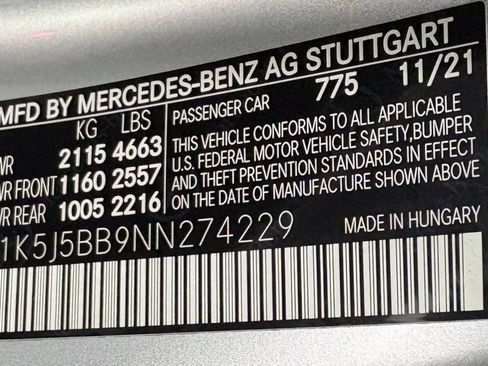 MFD BY MERCEDES-BENZ AG STUTTGART
KG LBS
WR 2115 4663
WR FRONT 1160 2557
WR REAR 1005 2216
PASSENGER CAR 775 11/21
THIS VEHICLE CONFORMS TO ALL APPLICABLE
U.S. FEDERAL MOTOR VEHICLE SAFETY, BUMPER
AND THEFT PREVENTION STANDARDS IN EFFECT
ON THE DATE OF MANUFACTURE SHOWN ABOVE
1K5J5BB9NN274229
MADE IN HUNGARY